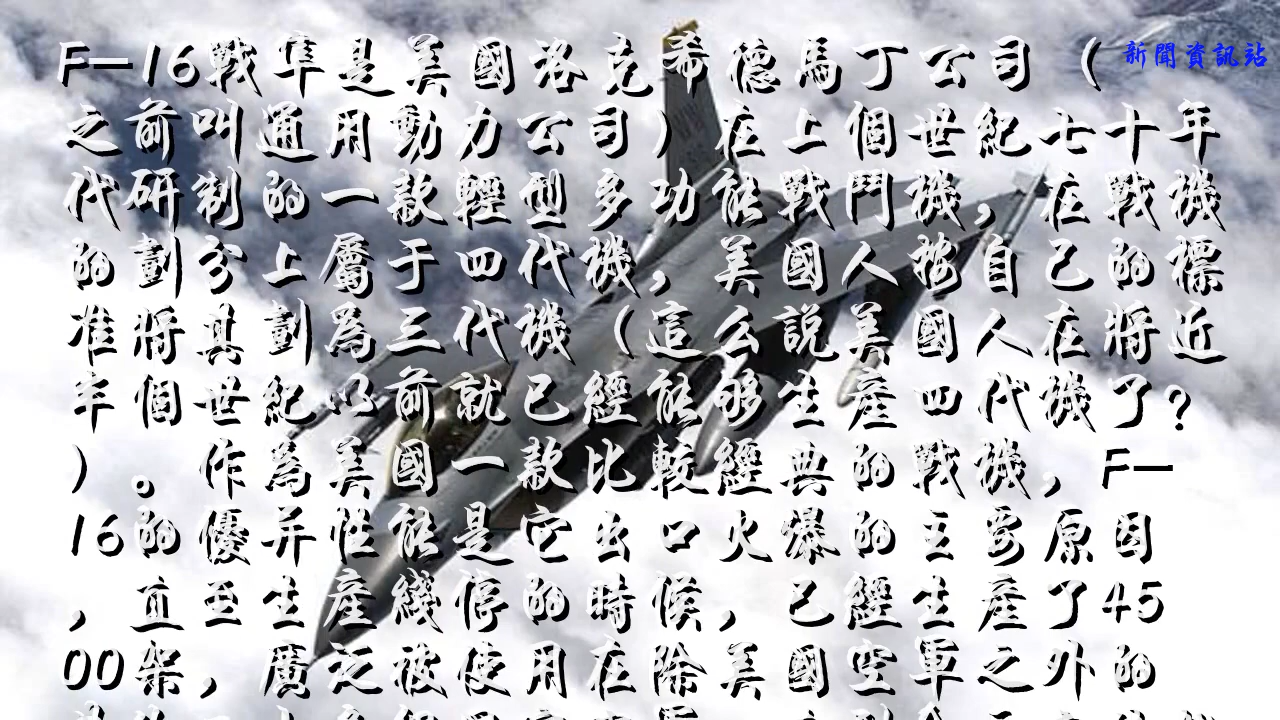 F-16戰隼是美國洛克希德馬丁公司（
新聞資訊站
之前叫通用動力公司）在上個世紀七十年
代研制的一款輕型多功能戰鬥機，在戰機
的劃分上屬于四代機，美國人按自己的標
准將其劃為三代機（這么說美國人在將近
半個世紀以前就已經能够生產四代機了?
）。作為美國一款比較經典的戰機，F-
16的優并性能是它出口火爆的主要原因
，直至生產綫停的時候，已經生產了45
00架，廣泛被使用在除美國空軍之外的